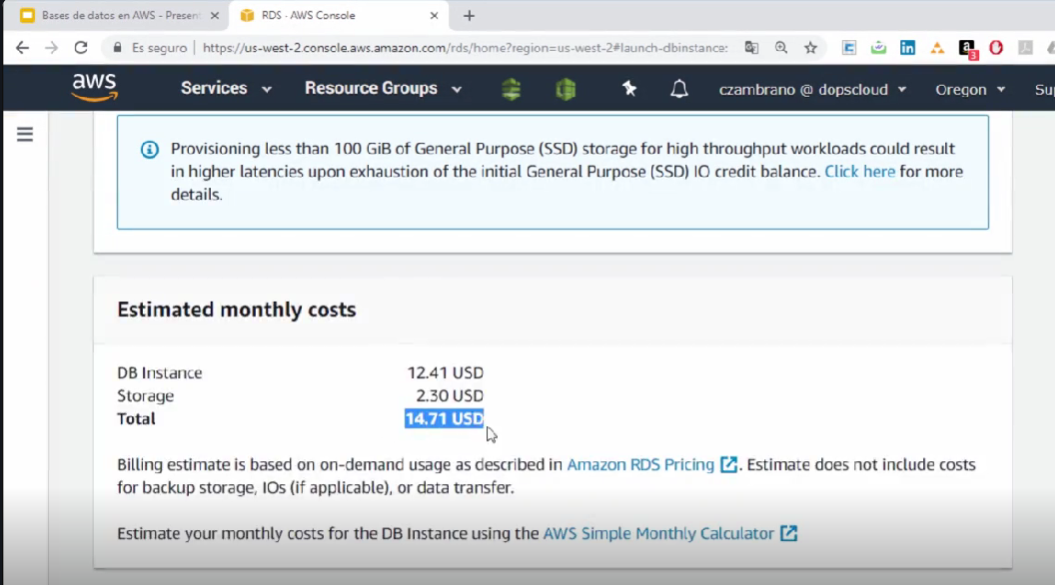 Bases de datos en AWS - Present
RDS · AWS Console
Es seguro | https://us-west-2.console.aws.amazon.com/rds/home?region=us-west-2#launch-dbinstance:
aws Services Resource Groups czambrano @ dopscloud Oregon Sup
Provisioning less than 100 GiB of General Purpose (SSD) storage for high throughput workloads could result
in higher latencies upon exhaustion of the initial General Purpose (SSD) IO credit balance. Click here for more
details.
Estimated monthly costs
DB Instance 12.41 USD
Storage 2.30 USD
Total 14.71 USD
Billing estimate is based on on-demand usage as described in Amazon RDS Pricing. Estimate does not include costs
for backup storage, IOs (if applicable), or data transfer.
Estimate your monthly costs for the DB Instance using the AWS Simple Monthly Calculator